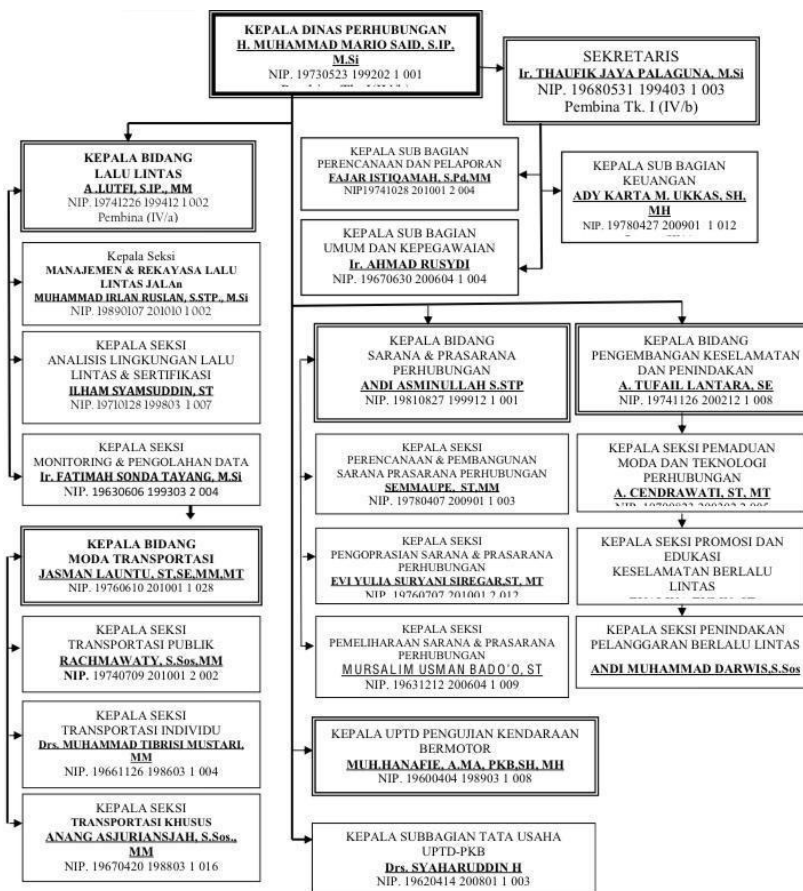 KEPALA DINAS PERHUBUNGAN
H. MUHAMMAD MARIO SAID, S.IP.
M.Si
NIP. 19730523 199202 1 001
SEKRETARIS
Ir. THAUFIK JAYA PALAGUNA, M.Si
NIP. 19680531 199403 1 003
Pembina Tk. I (IV/b)
KEPALA SUB BAGIAN
PERENCANAAN DAN PELAPORAN
FAJAR ISTIQAMAH, S.Pd,MM
NIP19741028 201001 2 004
KEPALA SUB BAGIAN
KEUANGAN
ADY KARTA M. UKKAS, SH,
MH
NIP. 19780427 200901 1 012
KEPALA SUB BAGIAN
UMUM DAN KEPEGAWAIAN
Ir. AHMAD RUSYDI
NIP. 19670630 200604 1 004
KEPALA BIDANG
LALU LINTAS
A .LUTFI, S.IP., MM
NIP. 19741226 199412 1 002
Pembina (IV/a)
Kepala Seksi
MANAJEMEN & REKAYASA LALU
LINTAS JALAn
MUHAMMAD IRLAN RUSLAN, S.STP., M.Si
NIP. 19890107 201010 1 002
KEPALA SEKSI
ANALISIS LINGKUNGAN LALU
LINTAS & SERTIFIKASI
ILHAM SYAMSUDDIN, ST
NIP. 19710128 199803 1 007
KEPALA SEKSI
MONITORING & PENGOLAHAN DATA
Ir. FATIMAH SONDA TAYANG, M.Si
NIP. 19630606 199303 2 004
KEPALA BIDANG
MODA TRANSPORTASI
JASMAN LAUNTU, ST,SE,MM,MT
NIP. 19760610 201001 1 028
KEPALA SEKSI
TRANSPORTASI PUBLIK
RACHMAWATY, S.Sos,MM
NIP. 19740709 201001 2 002
KEPALA SEKSI
TRANSPORTASI INDIVIDU
Drs. MUHAMMAD TIBRISI MUSTARI,
MM
NIP. 19661126 198603 1 004
KEPALA SEKSI
TRANSPORTASI KHUSUS
ANANG ASJURIANSJAH, S.Sos.,
MM
NIP. 19670420 198803 1 016
KEPALA BIDANG
SARANA & PRASARANA
PERHUBUNGAN
ANDI ASMINULLAH S.STP
NIP. 19810827 199912 1 001
KEPALA SEKSI
PERENCANAAN & PEMBANGUNAN
SARANA PRASARANA PERHUBUNGAN
SEMMAUPE, ST,MM
NIP. 19780407 200901 1 003
KEPALA SEKSI
PENGOPRASIAN SARANA & PRASARANA
PERHUBUNGAN
EVI YULIA SURYANI SIREGAR,ST, MT
NIP. 19760707 201001 2 012
KEPALA SEKSI
PEMELIHARAAN SARANA & PRASARANA
PERHUBUNGAN
MURSALIM USMAN BADO'O, ST
NIP. 19631212 200604 1 009
KEPALA BIDANG
PENGEMBANGAN KESELAMATAN
DAN PENINDAKAN
A. TUFAIL LANTARA, SE
NIP. 19741126 200212 1 008
KEPALA SEKSI PEMADUAN
MODA DAN TEKNOLOGI
PERHUBUNGAN
A. CENDRAWATI, ST, MT
KEPALA SEKSI PROMOSI DAN
EDUKASI
KESELAMATAN BERLALU
LINTAS
KEPALA SEKSI PENINDAKAN
PELANGGARAN BERLALU LINTAS
ANDI MUHAMMAD DARWIS,S.Sos
KEPALA UPTD PENGUJIAN KENDARAAN
BERMOTOR
MUH.HANAFIE, A.MA, PKB,SH, MH
NIP. 19600404 198903 1 008
KEPALA SUBBAGIAN TATA USAHA
UPTD-PKB
Drs. SYAHARUDDIN H
NIP. 19620414 200801 1 003